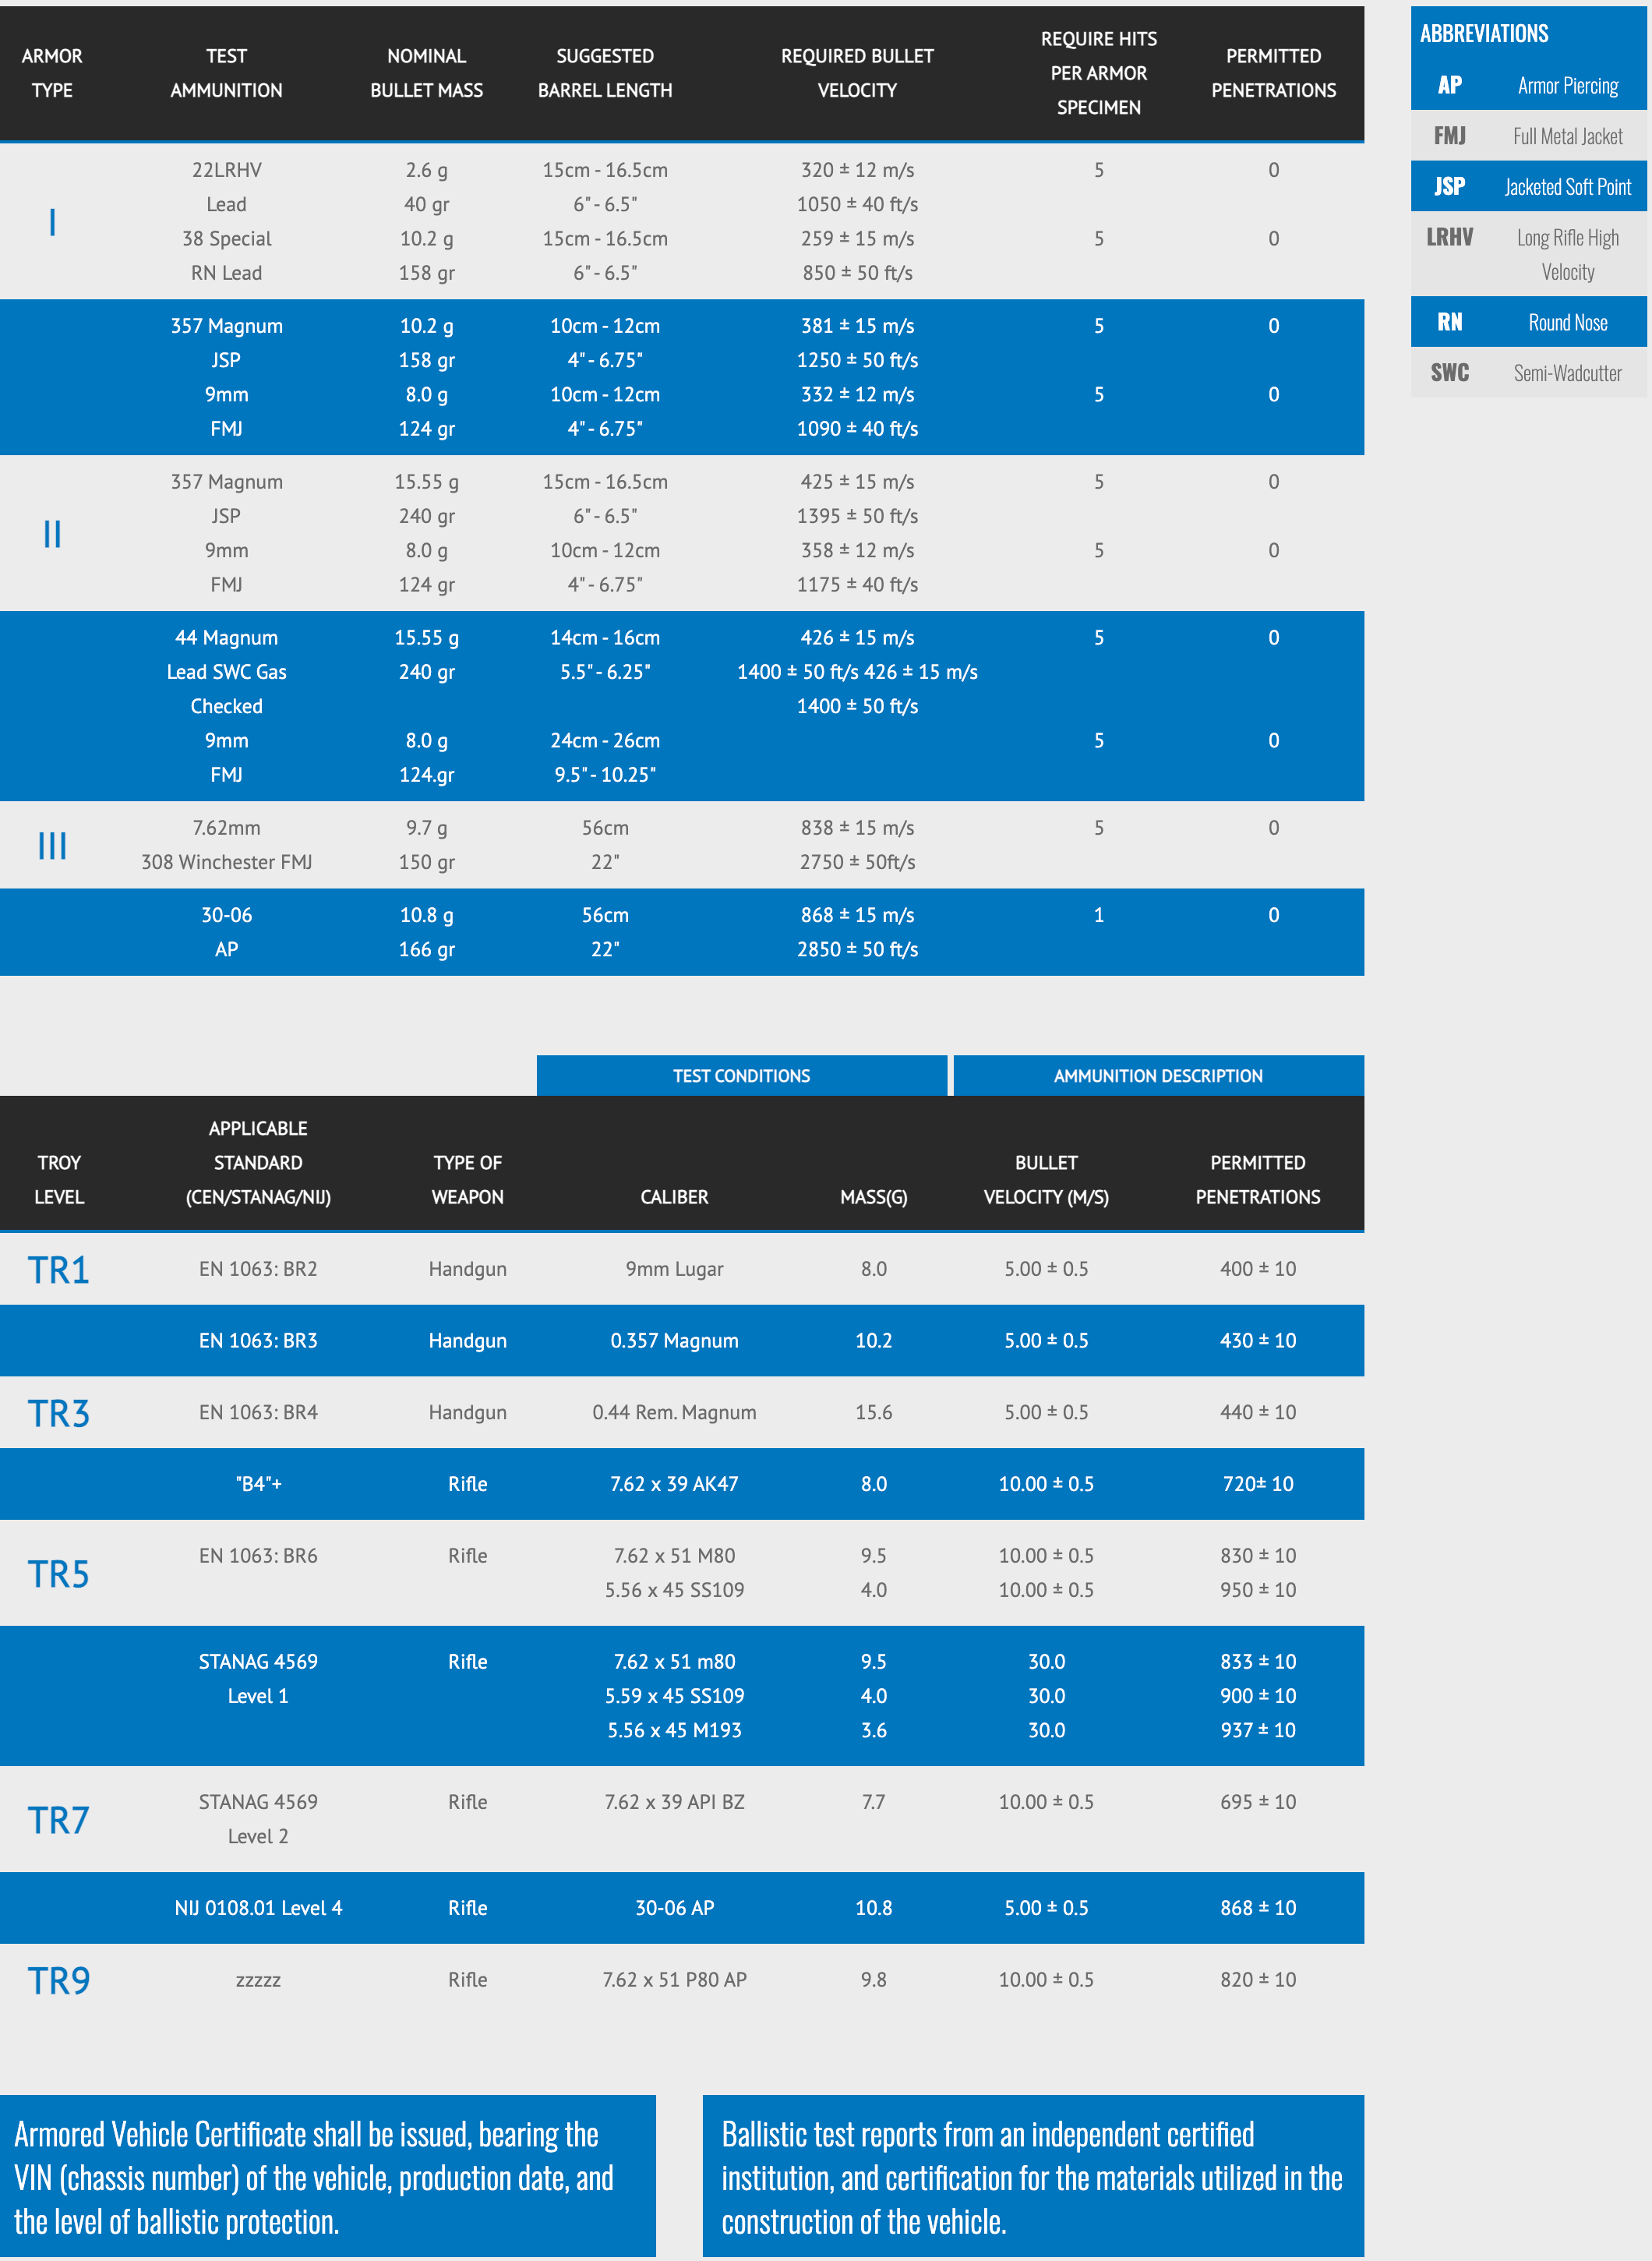 ARMOR TYPE TEST AMMUNITION NOMINAL BULLET MASS SUGGESTED BARREL LENGTH REQUIRED BULLET VELOCITY REQUIRE HITS PER ARMOR SPECIMEN PERMITTED PENETRATIONS
I
22LRHV 2.6 g 15cm - 16.5cm 320 ± 12 m/s 5 0
Lead 40 gr 6" - 6.5" 1050 ± 40 ft/s
38 Special 10.2 g 15cm - 16.5cm 259 ± 15 m/s 5 0
RN Lead 158 gr 6" - 6.5" 850 ± 50 ft/s
357 Magnum 10.2 g 10cm - 12cm 381 ± 15 m/s 5 0
JSP 158 gr 4" - 6.75" 1250 ± 50 ft/s
9mm 8.0 g 10cm - 12cm 332 ± 12 m/s 5 0
FMJ 124 gr 4" - 6.75" 1090 ± 40 ft/s
II
357 Magnum 15.55 g 15cm - 16.5cm 425 ± 15 m/s 5 0
JSP 240 gr 6" - 6.5" 1395 ± 50 ft/s
9mm 8.0 g 10cm - 12cm 358 ± 12 m/s 5 0
FMJ 124 gr 4" - 6.75" 1175 ± 40 ft/s
44 Magnum 15.55 g 14cm - 16cm 426 ± 15 m/s 5 0
Lead SWC Gas 240 gr 5.5" - 6.25" 1400 ± 50 ft/s 426 ± 15 m/s
Checked 1400 ± 50 ft/s
9mm 8.0 g 24cm - 26cm 5 0
FMJ 124.gr 9.5" - 10.25"
III
7.62mm 9.7 g 56cm 838 ± 15 m/s 5 0
308 Winchester FMJ 150 gr 22" 2750 ± 50ft/s
30-06 10.8 g 56cm 868 ± 15 m/s 1 0
AP 166 gr 22" 2850 ± 50 ft/s
ABBREVIATIONS
AP Armor Piercing
FMJ Full Metal Jacket
JSP Jacketed Soft Point
LRHV Long Rifle High
Velocity
RN Round Nose
SWC Semi-Wadcutter
TEST CONDITIONS AMMUNITION DESCRIPTION
TROY LEVEL APPLICABLE STANDARD (CEN/STANAG/NIJ) TYPE OF WEAPON CALIBER MASS(G) BULLET VELOCITY (M/S) PERMITTED PENETRATIONS
TR1 EN 1063: BR2 Handgun 9mm Lugar 8.0 5.00 ± 0.5 400 ± 10
EN 1063: BR3 Handgun 0.357 Magnum 10.2 5.00 ± 0.5 430 ± 10
TR3 EN 1063: BR4 Handgun 0.44 Rem. Magnum 15.6 5.00 ± 0.5 440 ± 10
"B4"+ Rifle 7.62 x 39 AK47 8.0 10.00 ± 0.5 720± 10
TR5 EN 1063: BR6 Rifle 7.62 x 51 M80 9.5 10.00 ± 0.5 830 ± 10
5.56 x 45 SS109 4.0 10.00 ± 0.5 950 ± 10
STANAG 4569 Rifle 7.62 x 51 m80 9.5 30.0 833 ± 10
Level 1 5.59 x 45 SS109 4.0 30.0 900 ± 10
5.56 x 45 M193 3.6 30.0 937 ± 10
TR7 STANAG 4569 Rifle 7.62 x 39 API BZ 7.7 10.00 ± 0.5 695 ± 10
Level 2
NIJ 0108.01 Level 4 Rifle 30-06 AP 10.8 5.00 ± 0.5 868 ± 10
TR9 zzzzz Rifle 7.62 x 51 P80 AP 9.8 10.00 ± 0.5 820 ± 10
Armored Vehicle Certificate shall be issued, bearing the
VIN (chassis number) of the vehicle, production date, and
the level of ballistic protection.
Ballistic test reports from an independent certified
institution, and certification for the materials utilized in the
construction of the vehicle.